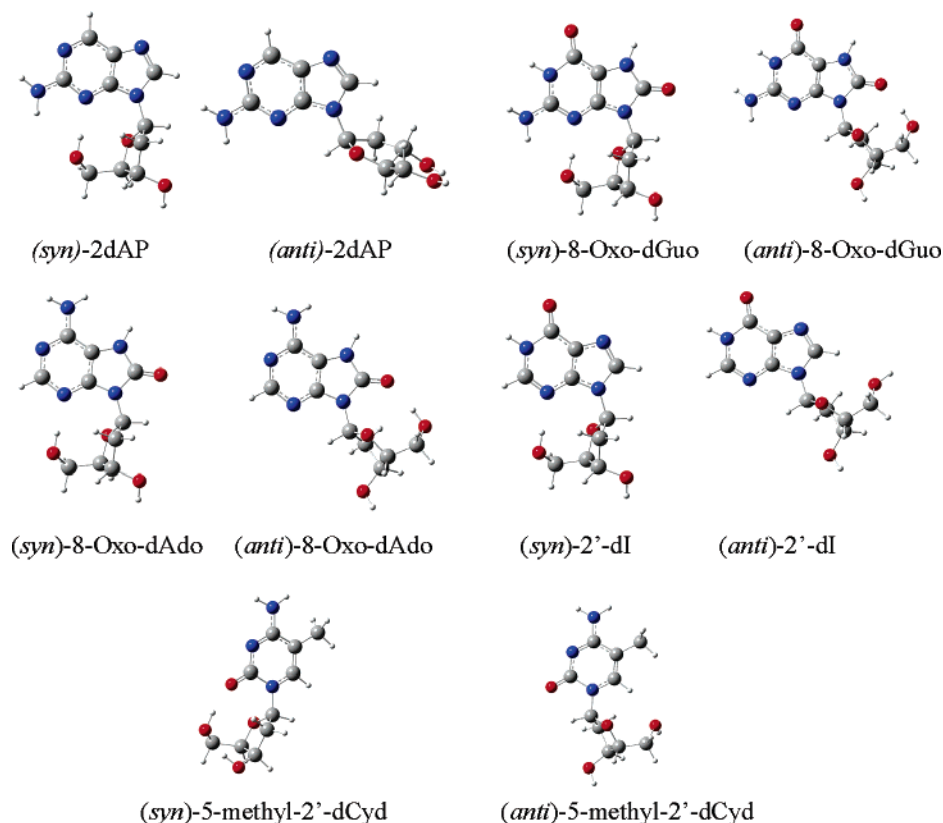 (syn)-2dAP (anti)-2dAP (syn)-8-Oxo-dGuo (anti)-8-Oxo-dGuo
(syn)-8-Oxo-dAdo (anti)-8-Oxo-dAdo (syn)-2’-dI (anti)-2’-dI
(syn)-5-methyl-2’-dCyd (anti)-5-methyl-2’-dCyd